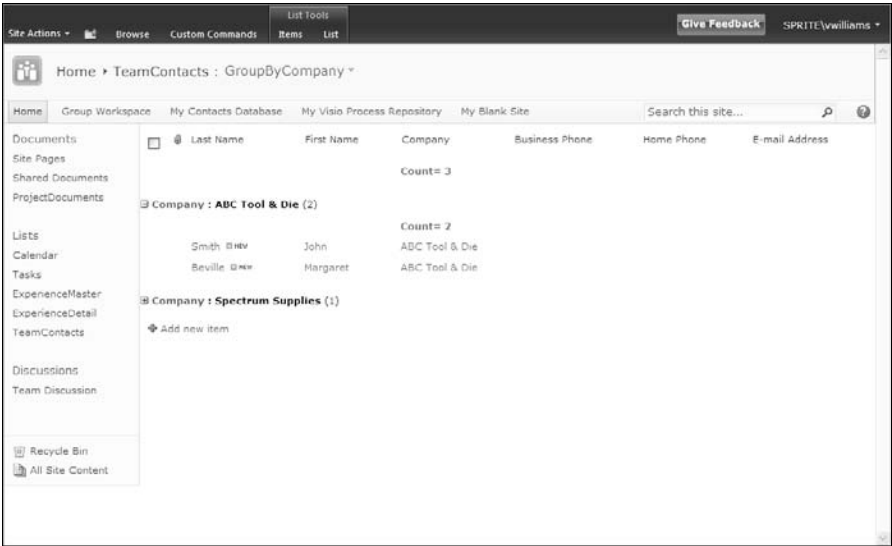 List Tools
Site Actions Browse Custom Commands Items List Give Feedback SPRITE\vwilliams
Home TeamContacts : GroupByCompany
Home Group Workspace My Contacts Database My Visio Process Repository My Blank Site Search this site...
Documents
Site Pages
Shared Documents
ProjectDocuments
Lists
Calendar
Tasks
ExperienceMaster
ExperienceDetail
TeamContacts
Discussions
Team Discussion
Recycle Bin
All Site Content
Last Name First Name Company Business Phone Home Phone E-mail Address
Count= 3
Company : ABC Tool & Die (2)
Count= 2
Smith NEW John ABC Tool & Die
Beville NEW Margaret ABC Tool & Die
Company : Spectrum Supplies (1)
Add new item